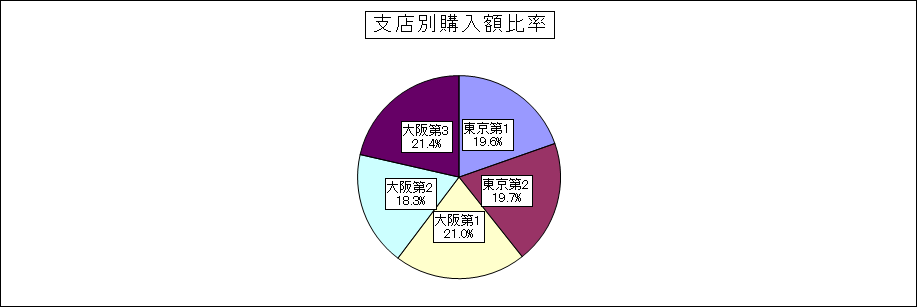 支店別購入額比率
東京第1
19.6%
東京第2
19.7%
大阪第1
21.0%
大阪第2
18.3%
大阪第3
21.4%